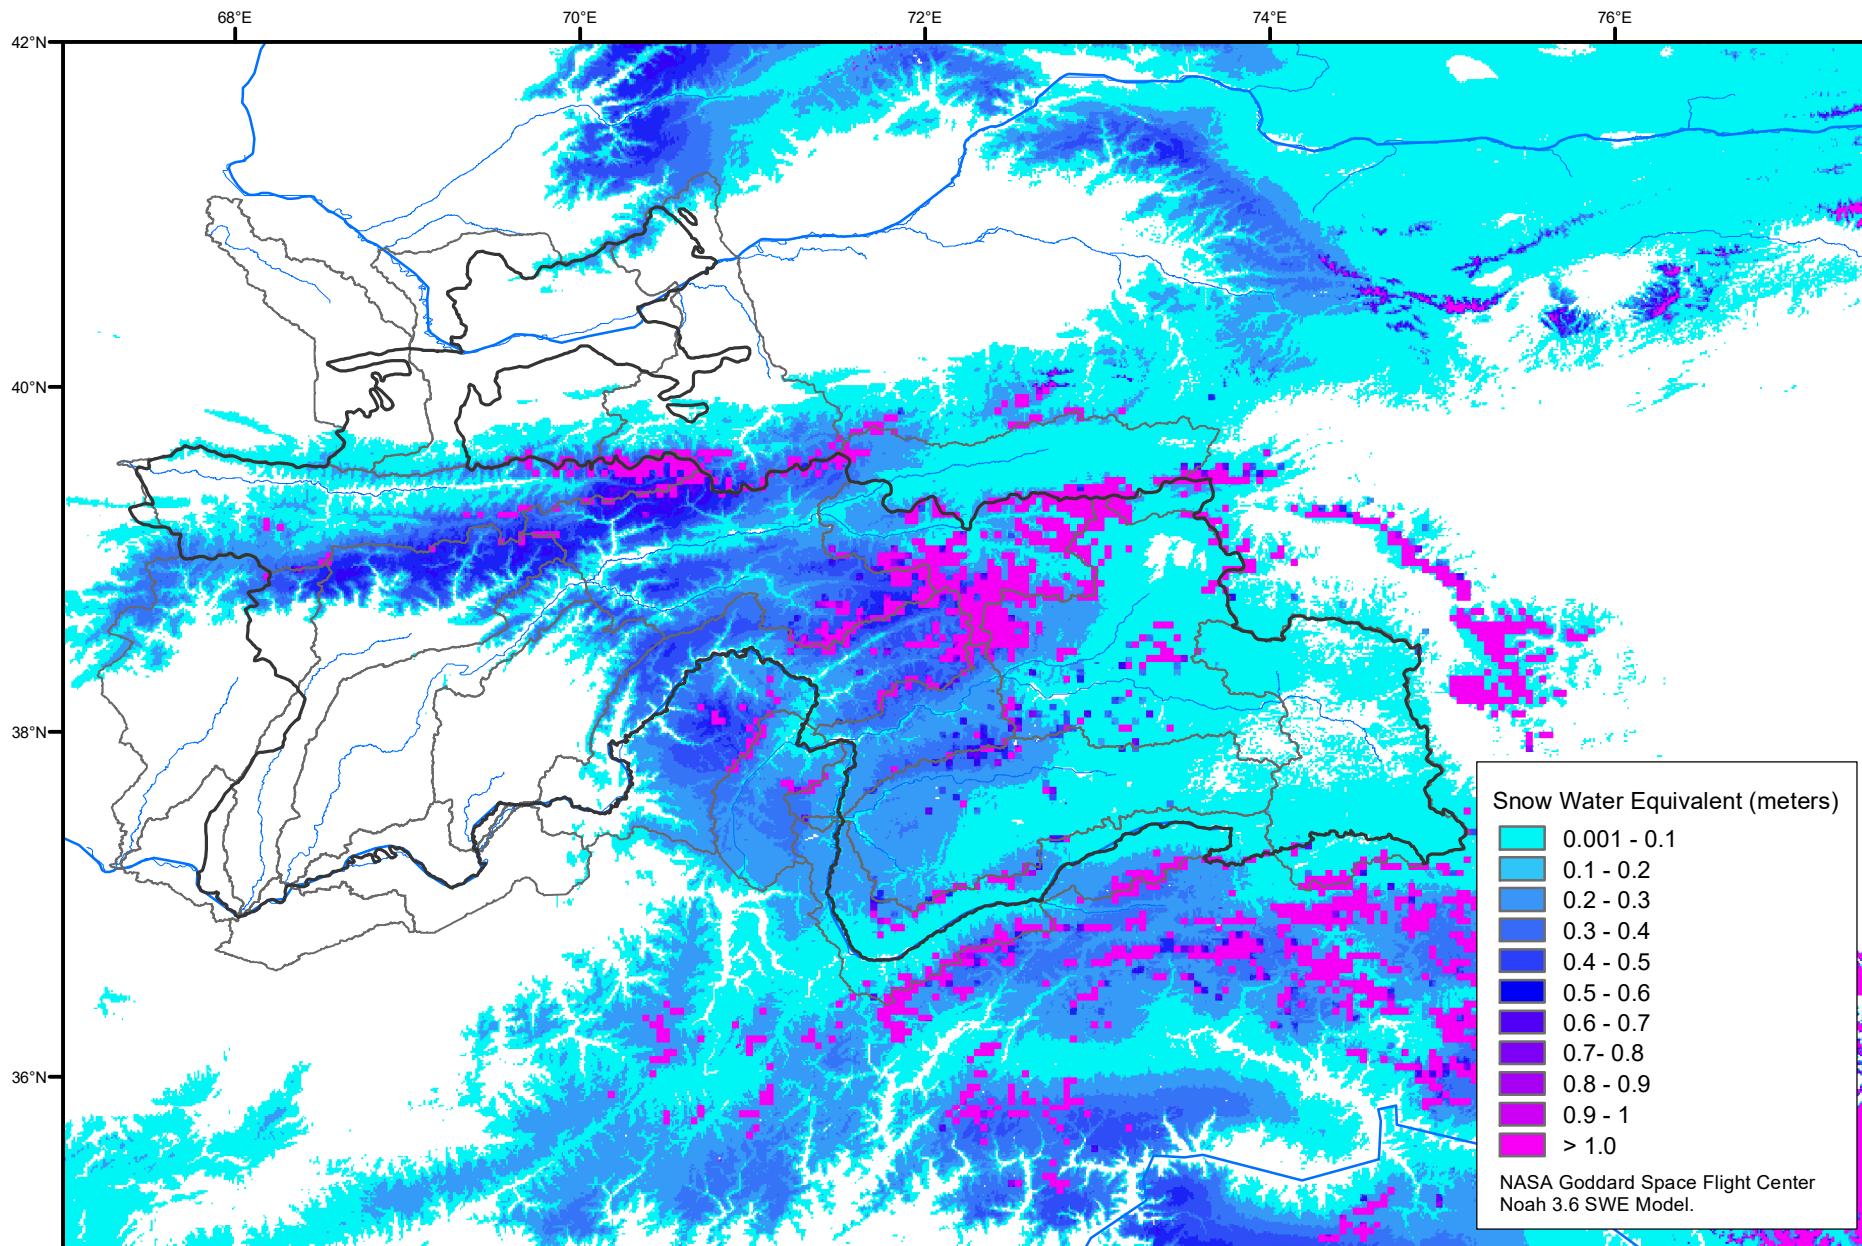 68°E 70°E 72°E 74°E 76°E
42°N
40°N
38°N
36°N
Snow Water Equivalent (meters)
0.001 - 0.1
0.1 - 0.2
0.2 - 0.3
0.3 - 0.4
0.4 - 0.5
0.5 - 0.6
0.6 - 0.7
0.7- 0.8
0.8 - 0.9
0.9 - 1
> 1.0
NASA Goddard Space Flight Center
Noah 3.6 SWE Model.